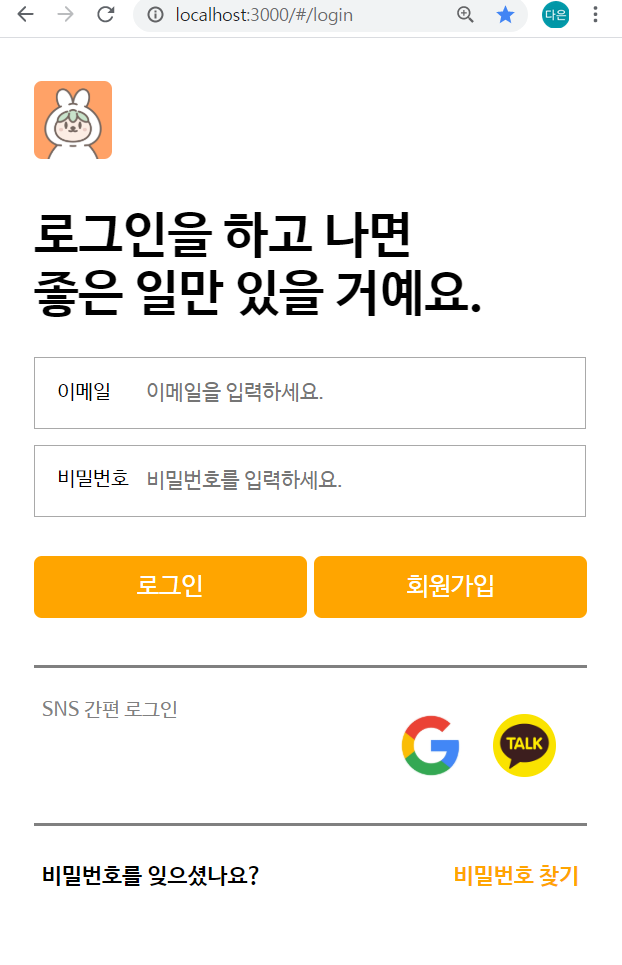 localhost:3000/#/login
다은
로그인을 하고 나면
좋은 일만 있을 거예요.
이메일 이메일을 입력하세요.
비밀번호 비밀번호를 입력하세요.
로그인 회원가입
SNS 간편 로그인
TALK
비밀번호를 잊으셨나요? 비밀번호 찾기